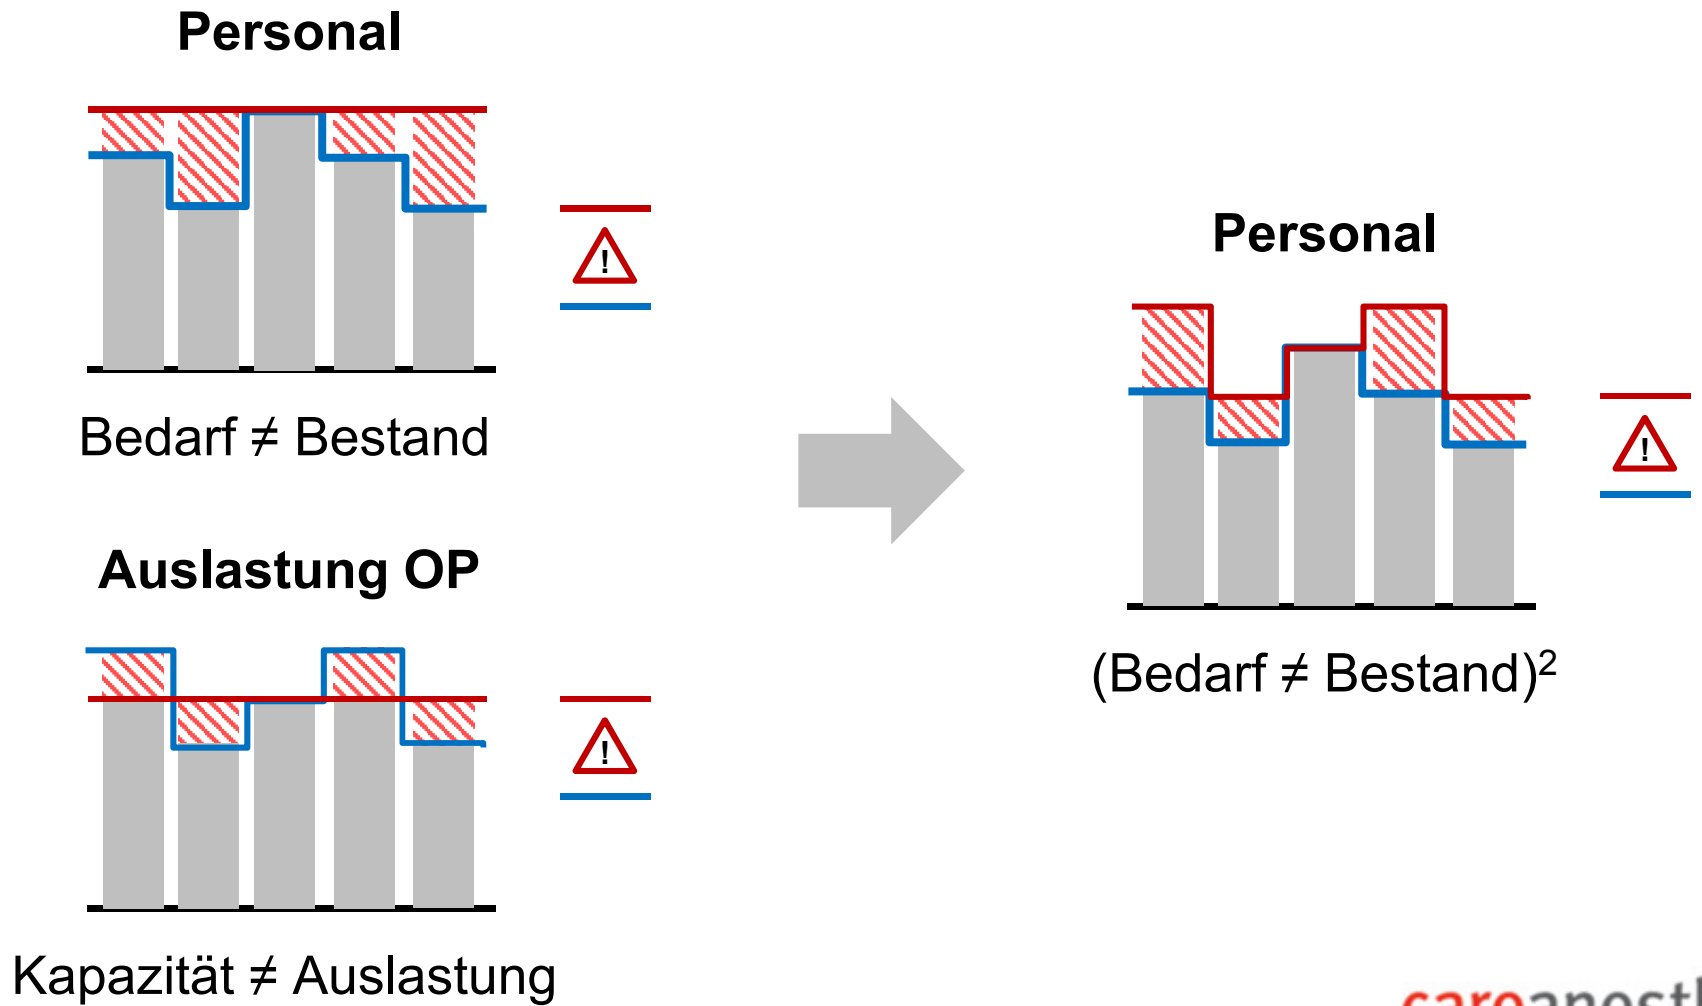 Personal
!
Bedarf ≠ Bestand
Auslastung OP
!
Kapazität ≠ Auslastung
Personal
!
(Bedarf ≠ Bestand)²